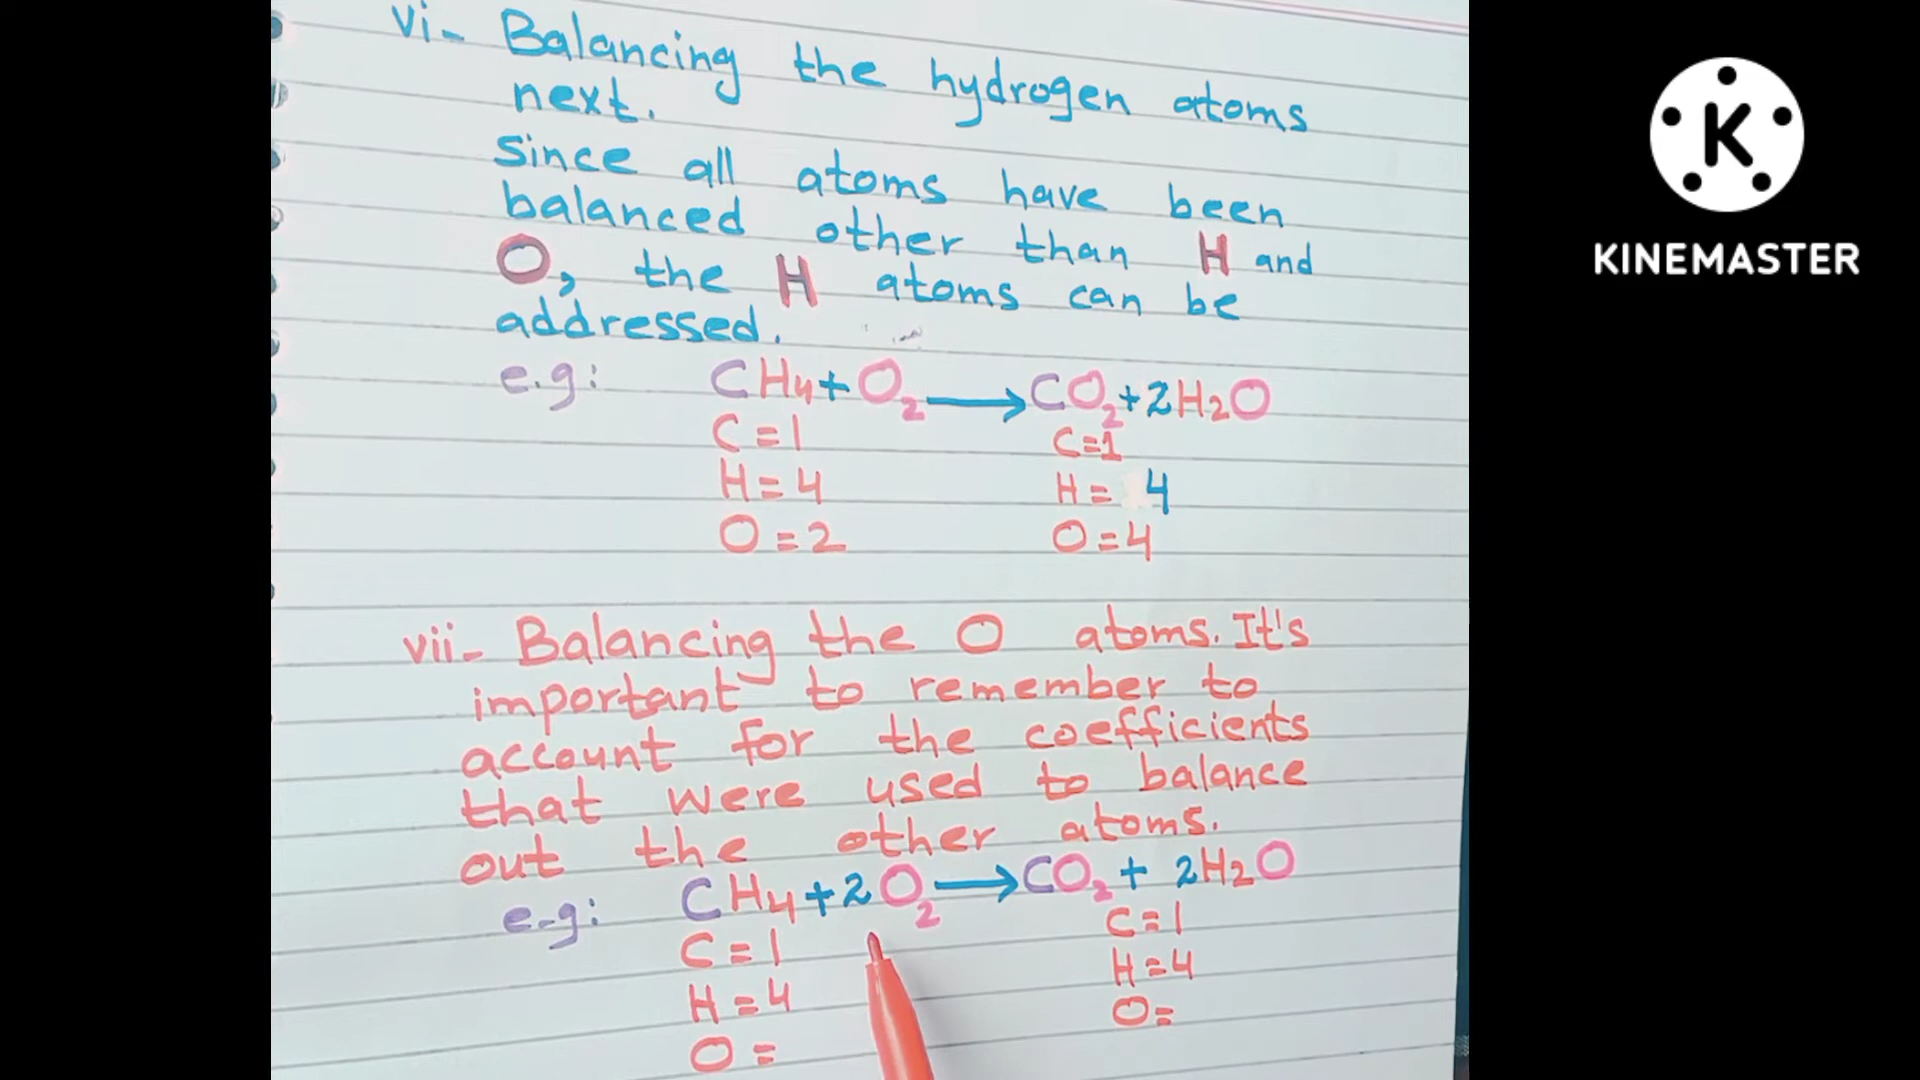 vi- Balancing the hydrogen atoms
next.
Since all atoms have been
balanced other than H and
O, the H atoms can be
addressed.
e.g: CH4+O2 → CO2+2H2O
C=1 C=1
H=4 H= 4
O=2 O=4
vii- Balancing the O atoms. It's
important to remember to
account for the coefficients
that were used to balance
out the other atoms.
e-g: CH4+2O2 → CO2+ 2H2O
C=1 C=1
H=4 H=4
O= O=
K
KINEMASTER